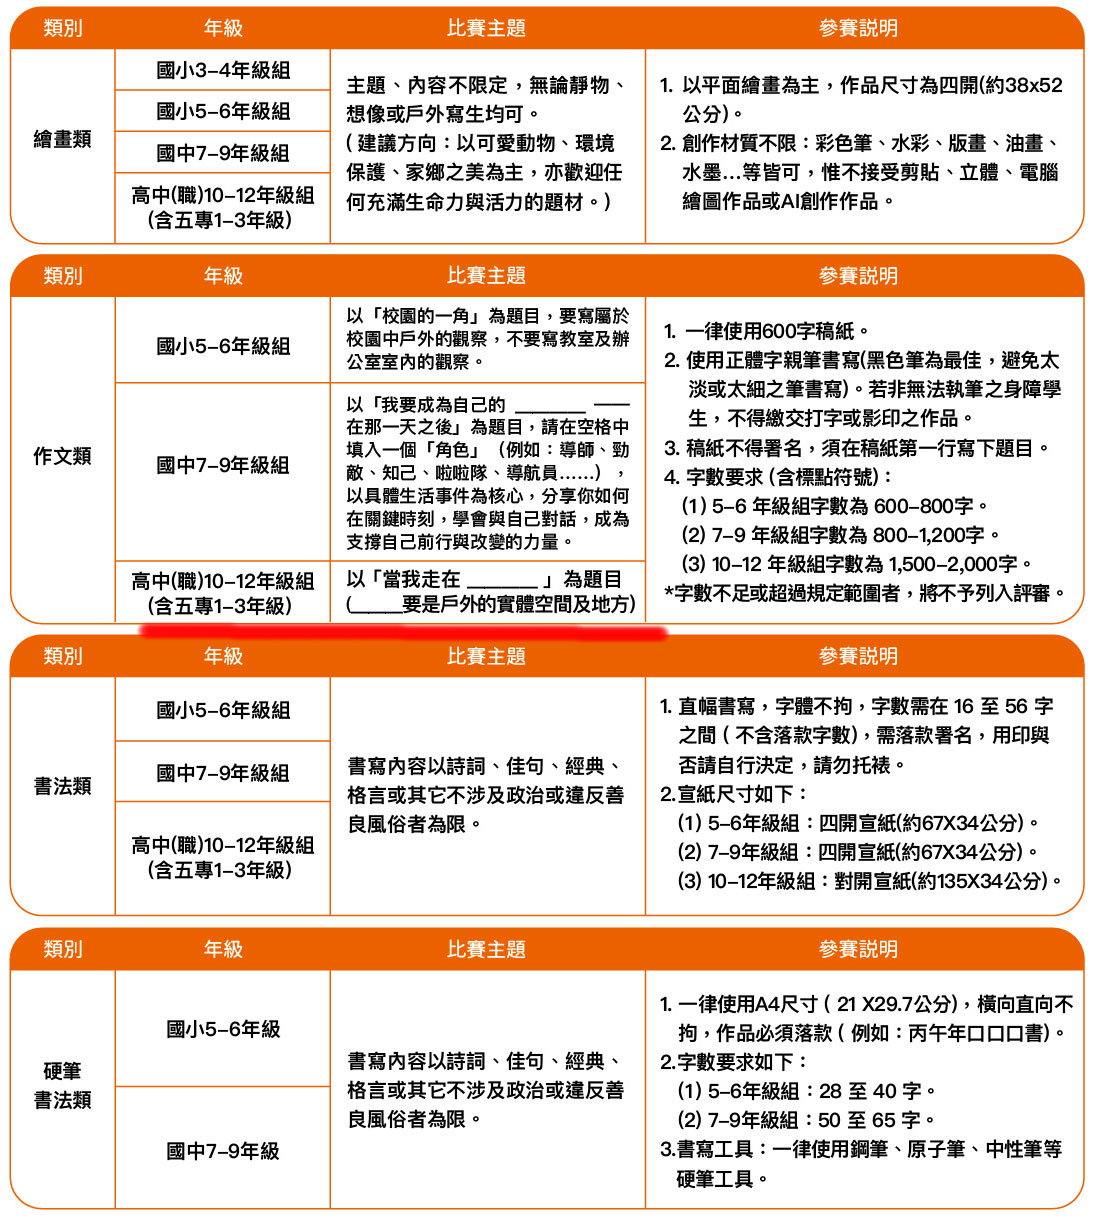 類別 年級 比賽主題 參賽說明
繪畫類
國小3–4年級組
國小5–6年級組
國中7–9年級組
高中(職)10–12年級組
(含五專1–3年級)
主題、內容不限定，無論靜物、
想像或戶外寫生均可。
( 建議方向：以可愛動物、環境
保護、家鄉之美為主，亦歡迎任
何充滿生命力與活力的題材。)
1. 以平面繪畫為主，作品尺寸為四開(約38x52
公分)。
2. 創作材質不限：彩色筆、水彩、版畫、油畫、
水墨...等皆可，惟不接受剪貼、立體、電腦
繪圖作品或AI創作作品。
類別 年級 比賽主題 參賽說明
作文類
國小5–6年級組
以「校園的一角」為題目，要寫屬於
校園中戶外的觀察，不要寫教室及辦
公室室內的觀察。
國中7–9年級組
以「我要成為自己的 ______ ——
在那一天之後」為題目，請在空格中
填入一個「角色」（例如：導師、勁
敵、知己、啦啦隊、導航員……），
以具體生活事件為核心，分享你如何
在關鍵時刻，學會與自己對話，成為
支撐自己前行與改變的力量。
高中(職)10–12年級組
(含五專1–3年級)
以「當我走在 ______ 」為題目
(_____要是戶外的實體空間及地方)
1. 一律使用600字稿紙。
2. 使用正體字親筆書寫(黑色筆為最佳，避免太
淡或太細之筆書寫)。若非無法執筆之身障學
生，不得繳交打字或影印之作品。
3. 稿紙不得署名，須在稿紙第一行寫下題目。
4. 字數要求 (含標點符號)：
(1) 5–6 年級組字數為 600–800字。
(2) 7–9 年級組字數為 800–1,200字。
(3) 10–12 年級組字數為 1,500–2,000字。
*字數不足或超過規定範圍者，將不予列入評審。
類別 年級 比賽主題 參賽說明
書法類
國小5–6年級組
國中7–9年級組
高中(職)10–12年級組
(含五專1–3年級)
書寫內容以詩詞、佳句、經典、
格言或其它不涉及政治或違反善
良風俗者為限。
1. 直幅書寫，字體不拘，字數需在 16 至 56 字
之間 ( 不含落款字數)，需落款署名，用印與
否請自行決定，請勿托裱。
2.宣紙尺寸如下：
(1) 5–6年級組：四開宣紙(約67X34公分)。
(2) 7–9年級組：四開宣紙(約67X34公分)。
(3) 10–12年級組：對開宣紙(約135X34公分)。
類別 年級 比賽主題 參賽說明
硬筆
書法類
國小5–6年級
國中7–9年級
書寫內容以詩詞、佳句、經典、
格言或其它不涉及政治或違反善
良風俗者為限。
1. 一律使用A4尺寸 ( 21 X29.7公分)，橫向直向不
拘，作品必須落款 ( 例如：丙午年口口口書)。
2.字數要求如下：
(1) 5–6年級組：28 至 40 字。
(2) 7–9年級組：50 至 65 字。
3.書寫工具：一律使用鋼筆、原子筆、中性筆等
硬筆工具。